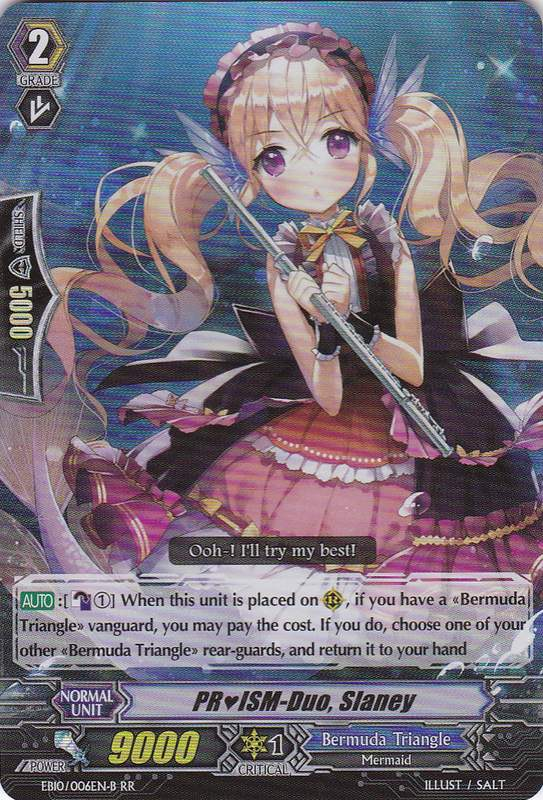 2
GRADE
SHIELD
5000
Ooh-! I'll try my best!
AUTO :[ ①] When this unit is placed on Ⓡ, if you have a «Bermuda
Triangle» vanguard, you may pay the cost. If you do, choose one of your
other «Bermuda Triangle» rear-guards, and return it to your hand
NORMAL
UNIT
PR♥ISM-Duo, Slaney
POWER
9000
1
CRITICAL
Bermuda Triangle
Mermaid
EB10/006EN-B RR
ILLUST / SALT